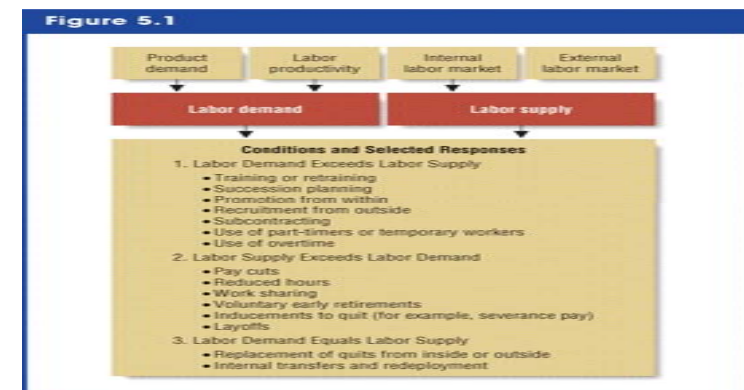 Figure 5.1
Product demand
Labor productivity
Internal labor market
External labor market
Labor demand
Labor supply
Conditions and Selected Responses
1. Labor Demand Exceeds Labor Supply
• Training or retraining
• Succession planning
• Promotion from within
• Recruitment from outside
• Subcontracting
• Use of part-timers or temporary workers
• Use of overtime
2. Labor Supply Exceeds Labor Demand
• Pay cuts
• Reduced hours
• Work sharing
• Voluntary early retirements
• Inducements to quit (for example, severance pay)
• Layoffs
3. Labor Demand Equals Labor Supply
• Replacement of quits from inside or outside
• Internal transfers and redeployment